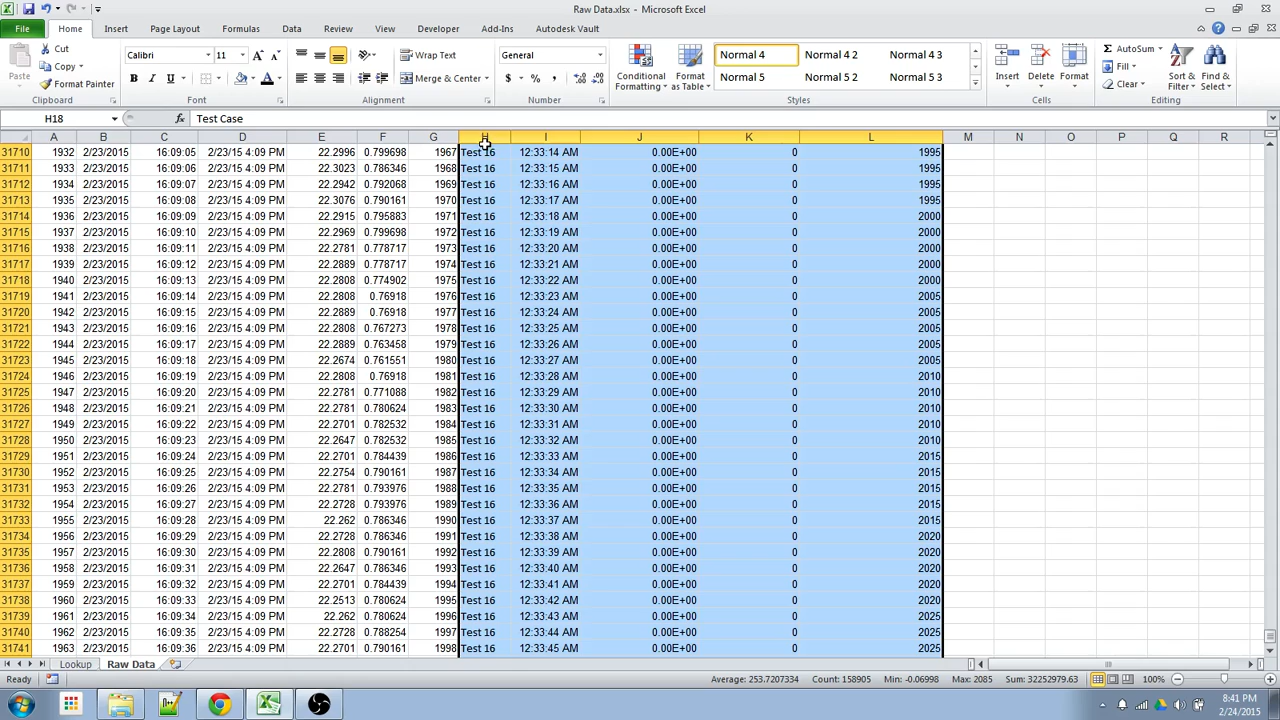 Raw Data.xlsx - Microsoft Excel
File Home Insert Page Layout Formulas Data Review View Developer Add-Ins Autodesk Vault
Cut Calibri 11 Wrap Text General Normal 4 Normal 4 2 Normal 4 3 AutoSum
Copy Fill
Paste Format Painter Merge & Center Conditional Formatting Format as Table Normal 5 Normal 5 2 Normal 5 3 Insert Delete Format Clear Sort & Filter Find & Select
Clipboard Font Alignment Number Styles Cells Editing
H18 fx Test Case
A B C D E F G H I J K L M N O P Q R
31710 1932 2/23/2015 16:09:05 2/23/15 4:09 PM 22.2996 0.799698 1967 Test 16 12:33:14 AM 0.00E+00 0 1995
31711 1933 2/23/2015 16:09:06 2/23/15 4:09 PM 22.3023 0.786346 1968 Test 16 12:33:15 AM 0.00E+00 0 1995
31712 1934 2/23/2015 16:09:07 2/23/15 4:09 PM 22.2942 0.792068 1969 Test 16 12:33:16 AM 0.00E+00 0 1995
31713 1935 2/23/2015 16:09:08 2/23/15 4:09 PM 22.3076 0.790161 1970 Test 16 12:33:17 AM 0.00E+00 0 1995
31714 1936 2/23/2015 16:09:09 2/23/15 4:09 PM 22.2915 0.795883 1971 Test 16 12:33:18 AM 0.00E+00 0 2000
31715 1937 2/23/2015 16:09:10 2/23/15 4:09 PM 22.2969 0.799698 1972 Test 16 12:33:19 AM 0.00E+00 0 2000
31716 1938 2/23/2015 16:09:11 2/23/15 4:09 PM 22.2781 0.778717 1973 Test 16 12:33:20 AM 0.00E+00 0 2000
31717 1939 2/23/2015 16:09:12 2/23/15 4:09 PM 22.2889 0.778717 1974 Test 16 12:33:21 AM 0.00E+00 0 2000
31718 1940 2/23/2015 16:09:13 2/23/15 4:09 PM 22.2808 0.774902 1975 Test 16 12:33:22 AM 0.00E+00 0 2000
31719 1941 2/23/2015 16:09:14 2/23/15 4:09 PM 22.2808 0.76918 1976 Test 16 12:33:23 AM 0.00E+00 0 2005
31720 1942 2/23/2015 16:09:15 2/23/15 4:09 PM 22.2889 0.76918 1977 Test 16 12:33:24 AM 0.00E+00 0 2005
31721 1943 2/23/2015 16:09:16 2/23/15 4:09 PM 22.2808 0.767273 1978 Test 16 12:33:25 AM 0.00E+00 0 2005
31722 1944 2/23/2015 16:09:17 2/23/15 4:09 PM 22.2889 0.763458 1979 Test 16 12:33:26 AM 0.00E+00 0 2005
31723 1945 2/23/2015 16:09:18 2/23/15 4:09 PM 22.2674 0.761551 1980 Test 16 12:33:27 AM 0.00E+00 0 2005
31724 1946 2/23/2015 16:09:19 2/23/15 4:09 PM 22.2808 0.76918 1981 Test 16 12:33:28 AM 0.00E+00 0 2010
31725 1947 2/23/2015 16:09:20 2/23/15 4:09 PM 22.2781 0.771088 1982 Test 16 12:33:29 AM 0.00E+00 0 2010
31726 1948 2/23/2015 16:09:21 2/23/15 4:09 PM 22.2781 0.780624 1983 Test 16 12:33:30 AM 0.00E+00 0 2010
31727 1949 2/23/2015 16:09:22 2/23/15 4:09 PM 22.2701 0.782532 1984 Test 16 12:33:31 AM 0.00E+00 0 2010
31728 1950 2/23/2015 16:09:23 2/23/15 4:09 PM 22.2647 0.782532 1985 Test 16 12:33:32 AM 0.00E+00 0 2010
31729 1951 2/23/2015 16:09:24 2/23/15 4:09 PM 22.2701 0.784439 1986 Test 16 12:33:33 AM 0.00E+00 0 2015
31730 1952 2/23/2015 16:09:25 2/23/15 4:09 PM 22.2754 0.790161 1987 Test 16 12:33:34 AM 0.00E+00 0 2015
31731 1953 2/23/2015 16:09:26 2/23/15 4:09 PM 22.2781 0.793976 1988 Test 16 12:33:35 AM 0.00E+00 0 2015
31732 1954 2/23/2015 16:09:27 2/23/15 4:09 PM 22.2728 0.793976 1989 Test 16 12:33:36 AM 0.00E+00 0 2015
31733 1955 2/23/2015 16:09:28 2/23/15 4:09 PM 22.262 0.786346 1990 Test 16 12:33:37 AM 0.00E+00 0 2015
31734 1956 2/23/2015 16:09:29 2/23/15 4:09 PM 22.2728 0.786346 1991 Test 16 12:33:38 AM 0.00E+00 0 2020
31735 1957 2/23/2015 16:09:30 2/23/15 4:09 PM 22.2808 0.790161 1992 Test 16 12:33:39 AM 0.00E+00 0 2020
31736 1958 2/23/2015 16:09:31 2/23/15 4:09 PM 22.2647 0.786346 1993 Test 16 12:33:40 AM 0.00E+00 0 2020
31737 1959 2/23/2015 16:09:32 2/23/15 4:09 PM 22.2701 0.784439 1994 Test 16 12:33:41 AM 0.00E+00 0 2020
31738 1960 2/23/2015 16:09:33 2/23/15 4:09 PM 22.2513 0.780624 1995 Test 16 12:33:42 AM 0.00E+00 0 2020
31739 1961 2/23/2015 16:09:34 2/23/15 4:09 PM 22.262 0.780624 1996 Test 16 12:33:43 AM 0.00E+00 0 2025
31740 1962 2/23/2015 16:09:35 2/23/15 4:09 PM 22.2728 0.788254 1997 Test 16 12:33:44 AM 0.00E+00 0 2025
31741 1963 2/23/2015 16:09:36 2/23/15 4:09 PM 22.2701 0.790161 1998 Test 16 12:33:45 AM 0.00E+00 0 2025
Lookup Raw Data
Ready Average: 253.7207334 Count: 158905 Min: -0.06998 Max: 2085 Sum: 32252979.63 100%
8:41 PM
2/24/2015